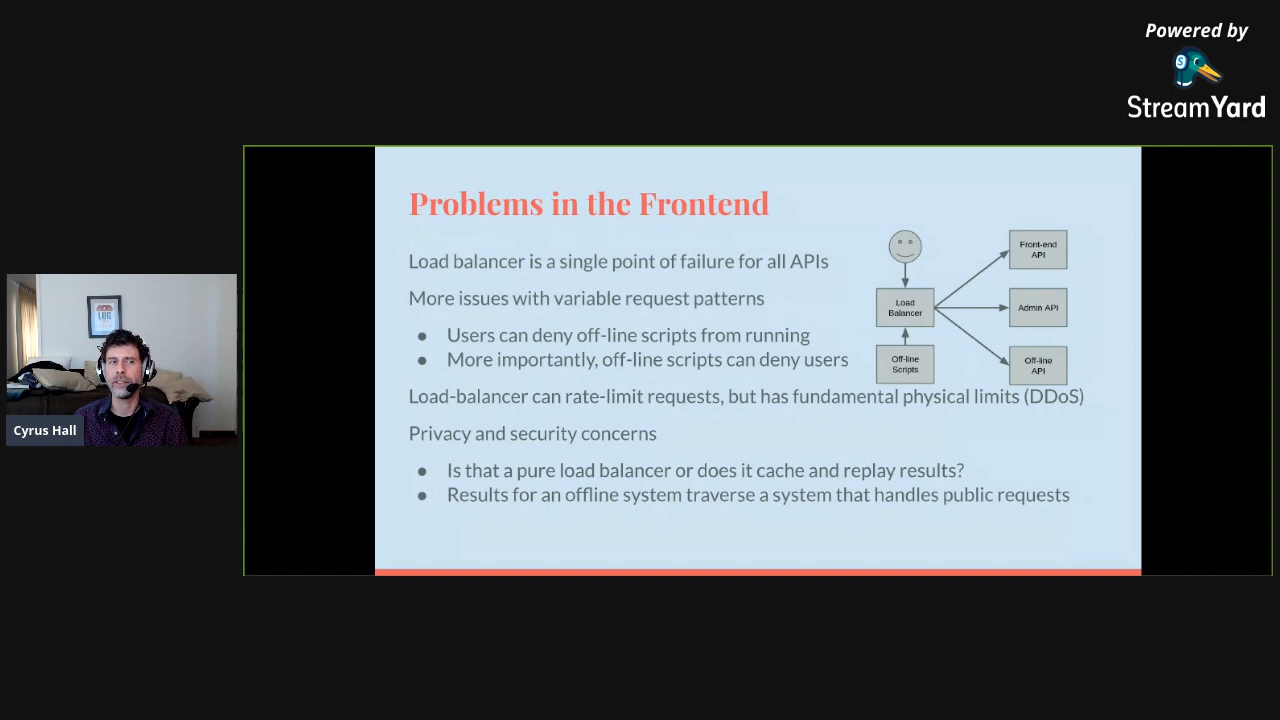 Powered by
StreamYard
Problems in the Frontend
Load balancer is a single point of failure for all APIs
More issues with variable request patterns
● Users can deny off-line scripts from running
● More importantly, off-line scripts can deny users
Load-balancer can rate-limit requests, but has fundamental physical limits (DDoS)
Privacy and security concerns
● Is that a pure load balancer or does it cache and replay results?
● Results for an offline system traverse a system that handles public requests
Front-end
API
Load
Balancer
Admin API
Off-line
Scripts
Off-line
API
LUG
Cyrus Hall